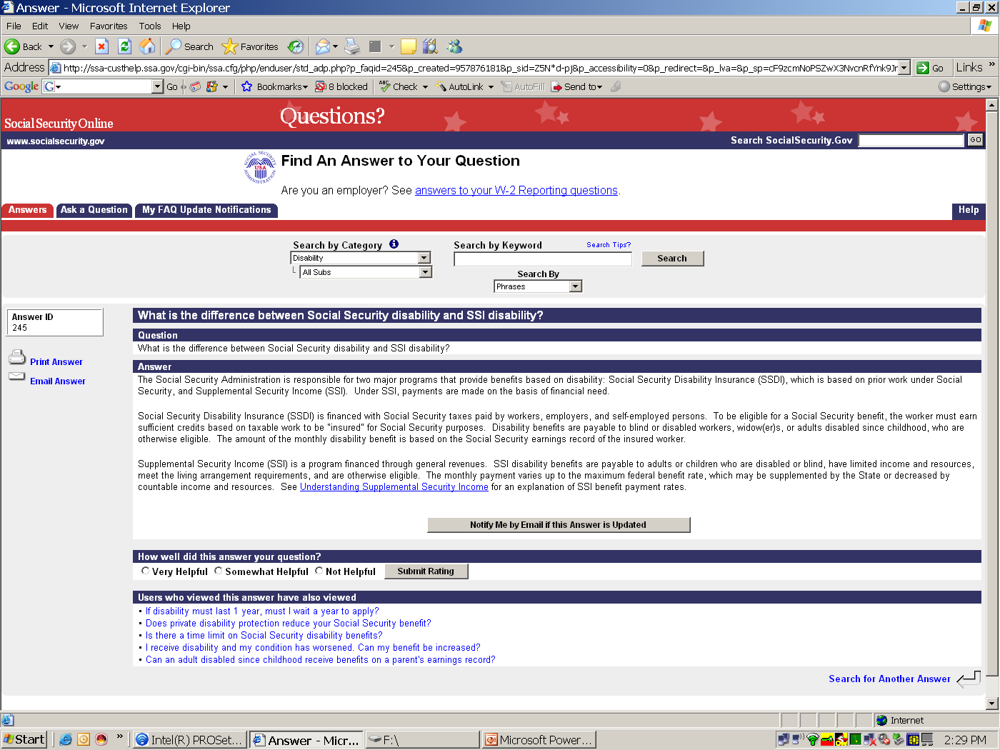 Answer - Microsoft Internet Explorer
File Edit View Favorites Tools Help
Back Search Favorites
Address http://ssa-custhelp.ssa.gov/cgi-bin/ssa.cfg/php/enduser/std_adp.php?p_faqid=245&p_created=957876181&p_sid=Z5N*d-pj&p_accessibility=0&p_redirect=&p_lva=&p_sp=cF9zcmNoPSZwX3NvcnRfYnk9Jr Go Links »
Google G Go Bookmarks 8 blocked ABC Check AutoLink AutoFill Send to Settings
Social Security Online Questions?
www.socialsecurity.gov Search SocialSecurity.Gov GO
SOCIAL SECURITY ADMINISTRATION USA
Find An Answer to Your Question
Are you an employer? See answers to your W-2 Reporting questions.
Answers Ask a Question My FAQ Update Notifications Help
Search by Category Search by Keyword Search Tips?
Disability Search
All Subs Search By
Phrases
Answer ID
245
Print Answer
Email Answer
What is the difference between Social Security disability and SSI disability?
Question
What is the difference between Social Security disability and SSI disability?
Answer
The Social Security Administration is responsible for two major programs that provide benefits based on disability: Social Security Disability Insurance (SSDI), which is based on prior work under Social
Security, and Supplemental Security Income (SSI). Under SSI, payments are made on the basis of financial need.
Social Security Disability Insurance (SSDI) is financed with Social Security taxes paid by workers, employers, and self-employed persons. To be eligible for a Social Security benefit, the worker must earn
sufficient credits based on taxable work to be "insured" for Social Security purposes. Disability benefits are payable to blind or disabled workers, widow(er)s, or adults disabled since childhood, who are
otherwise eligible. The amount of the monthly disability benefit is based on the Social Security earnings record of the insured worker.
Supplemental Security Income (SSI) is a program financed through general revenues. SSI disability benefits are payable to adults or children who are disabled or blind, have limited income and resources,
meet the living arrangement requirements, and are otherwise eligible. The monthly payment varies up to the maximum federal benefit rate, which may be supplemented by the State or decreased by
countable income and resources. See Understanding Supplemental Security Income for an explanation of SSI benefit payment rates.
Notify Me by Email if this Answer is Updated
How well did this answer your question?
Very Helpful Somewhat Helpful Not Helpful Submit Rating
Users who viewed this answer have also viewed
• If disability must last 1 year, must I wait a year to apply?
• Does private disability protection reduce your Social Security benefit?
• Is there a time limit on Social Security disability benefits?
• I receive disability and my condition has worsened. Can my benefit be increased?
• Can an adult disabled since childhood receive benefits on a parent's earnings record?
Search for Another Answer
Internet
Start » Intel(R) PROSet... Answer - Micr... F:\ Microsoft Power... 2:29 PM